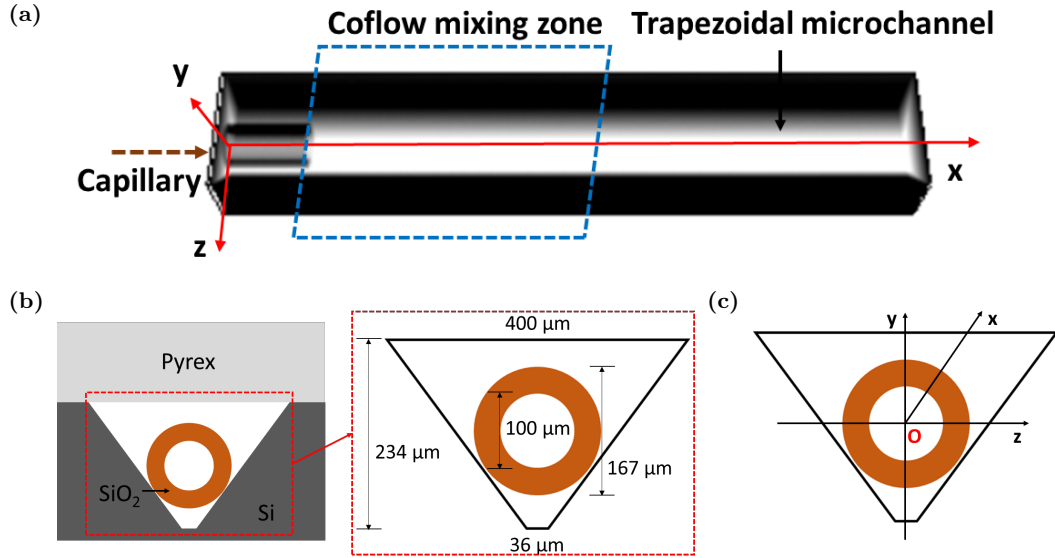 (a)
Coflow mixing zone
Trapezoidal microchannel
y
Capillary
x
z
(b)
Pyrex
SiO₂
Si
400 μm
100 μm
234 μm
167 μm
36 μm
(c)
y
x
O
z